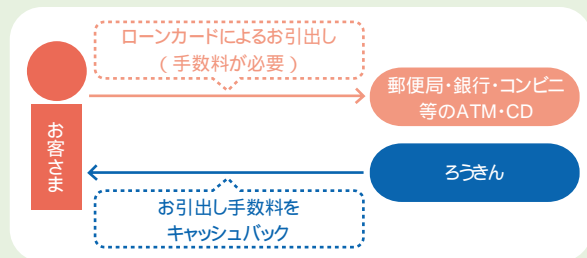 ローンカードによるお引出し
(手数料が必要)
郵便局・銀行・コンビニ
等のATM・CD
お客さま
ろうきん
お引出し手数料を
キャッシュバック